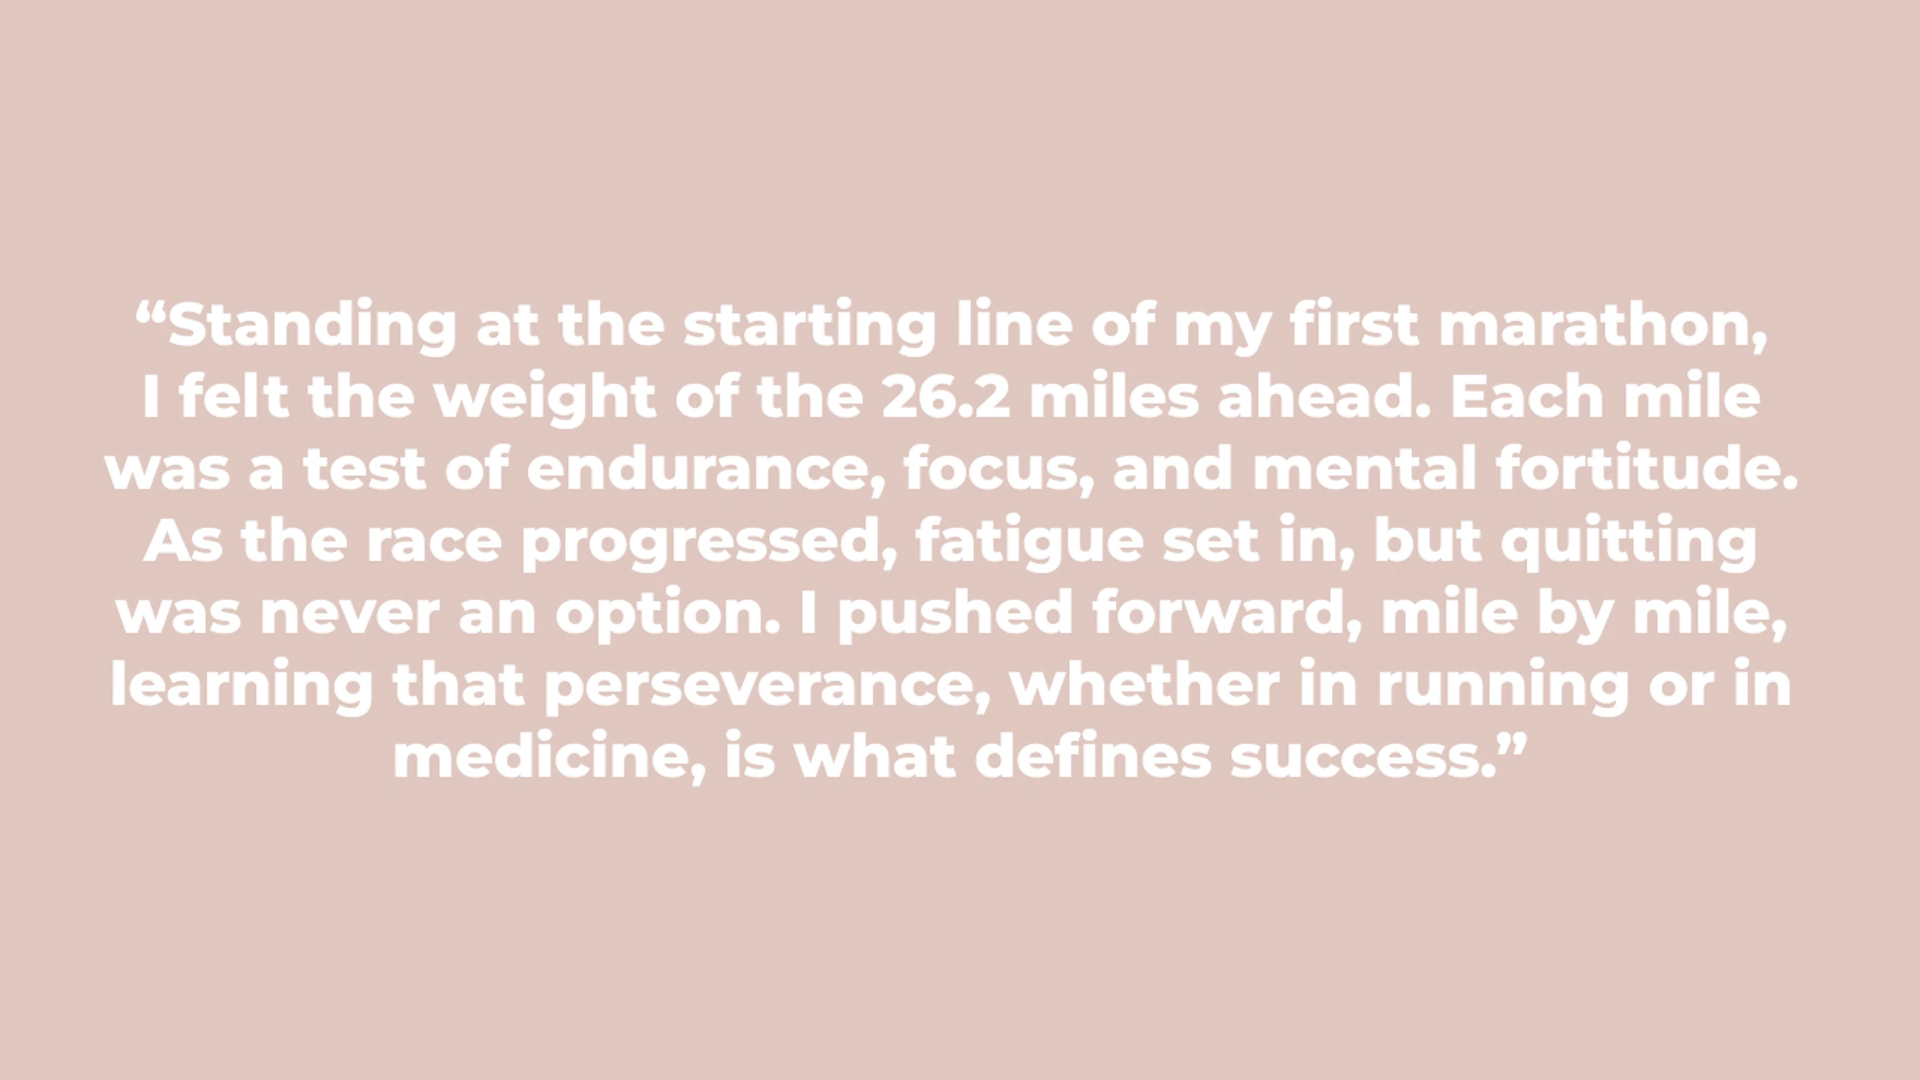 “Standing at the starting line of my first marathon,
I felt the weight of the 26.2 miles ahead. Each mile
was a test of endurance, focus, and mental fortitude.
As the race progressed, fatigue set in, but quitting
was never an option. I pushed forward, mile by mile,
learning that perseverance, whether in running or in
medicine, is what defines success.”